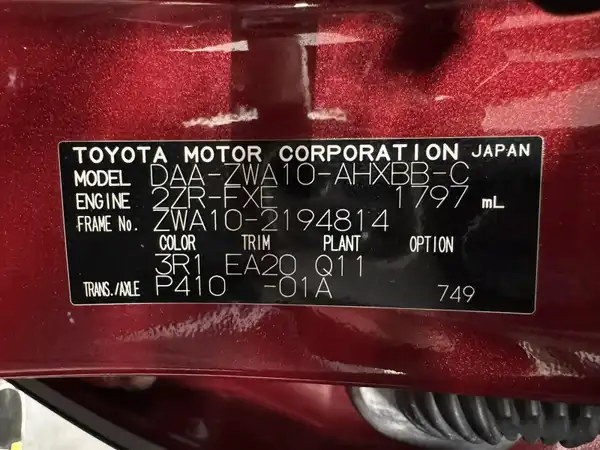 TOYOTA MOTOR CORPORATION JAPAN
MODEL DAA-ZWA10-AHXBB-C
ENGINE 2ZR-FXE 1797 mL
FRAME No. ZWA10-2194814
COLOR TRIM PLANT OPTION
3R1 EA20 Q11
TRANS./AXLE P410 -01A 749